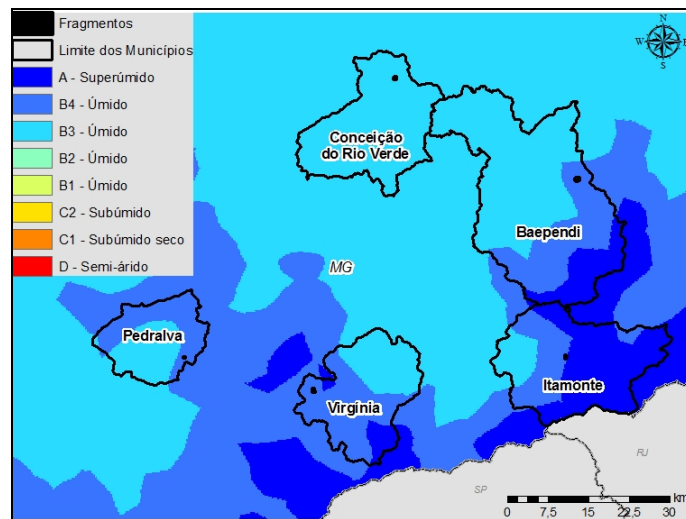 Fragmentos
Limite dos Municípios
A - Superúmido
B4 - Úmido
B3 - Úmido
B2 - Úmido
B1 - Úmido
C2 - Subúmido
C1 - Subúmido seco
D - Semi-árido
N
W
E
S
Conceição
do Rio Verde
Baependi
MG
Pedralva
Virgínia
Itamonte
RJ
SP
km
0 7,5 15 22,5 30